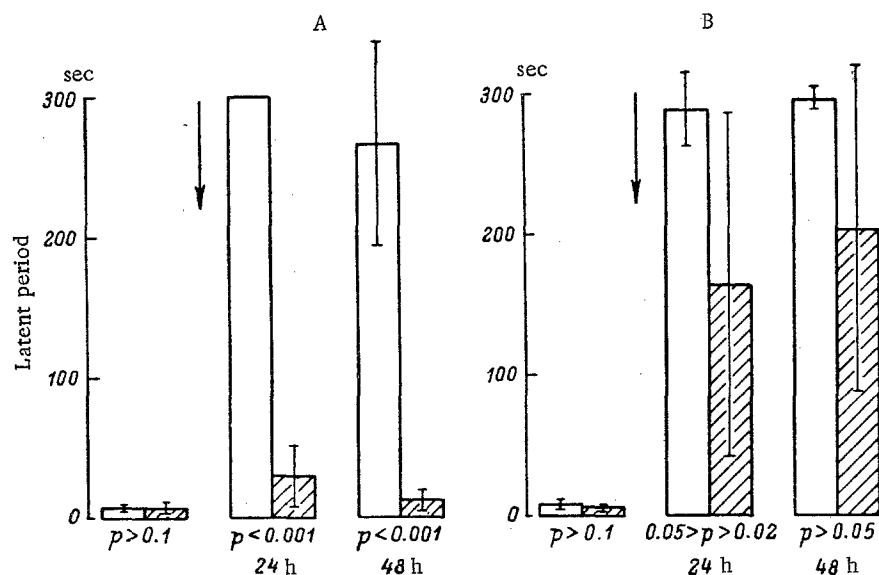 A
sec
300
200
100
0
Latent period
p>0.1
p<0.001
24 h
p<0.001
48 h
B
sec
300
200
100
0
p>0.1
0.05>p>0.02
24 h
p>0.05
48 h